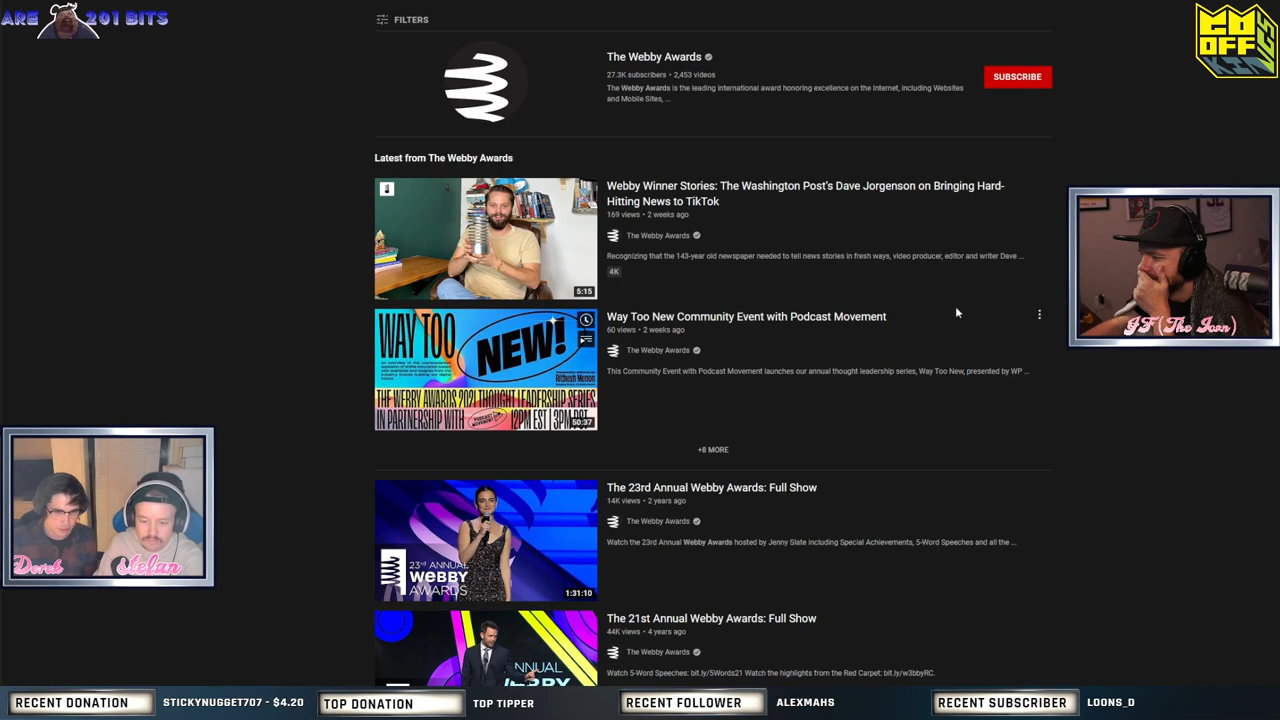 ARE 201 BITS
GO
OFF
KINGS
FILTERS
The Webby Awards
27.3K subscribers • 2,453 videos
The Webby Awards is the leading international award honoring excellence on the Internet, including Websites
and Mobile Sites, ...
SUBSCRIBE
Latest from The Webby Awards
5:15
Webby Winner Stories: The Washington Post's Dave Jorgenson on Bringing Hard-
Hitting News to TikTok
169 views • 2 weeks ago
The Webby Awards
Recognizing that the 143-year old newspaper needed to tell news stories in fresh ways, video producer, editor and writer Dave ...
4K
JF (The Icon)
WAY TOO
NEW!
Rithesh Menon
THE WEBBY AWARDS 2021 THOUGHT LEADERSHIP SERIES
IN PARTNERSHIP WITH PODCAST MOVEMENT 12PM EST | 3PM
50:37
Way Too New Community Event with Podcast Movement
60 views • 2 weeks ago
The Webby Awards
This Community Event with Podcast Movement launches our annual thought leadership series, Way Too New, presented by WP ...
+8 MORE
Derek
Stefan
23RD ANNUAL
WEBBY
AWARDS
1:31:10
The 23rd Annual Webby Awards: Full Show
14K views • 2 years ago
The Webby Awards
Watch the 23rd Annual Webby Awards hosted by Jenny Slate including Special Achievements, 5-Word Speeches and all the ...
The 21st Annual Webby Awards: Full Show
44K views • 4 years ago
The Webby Awards
Watch 5-Word Speeches: bit.ly/5Words21 Watch the highlights from the Red Carpet: bit.ly/w3bbyRC.
RECENT DONATION STICKYNUGGET707 - $4.20
TOP DONATION TOP TIPPER
RECENT FOLLOWER ALEXMAHS
RECENT SUBSCRIBER LOONS_D